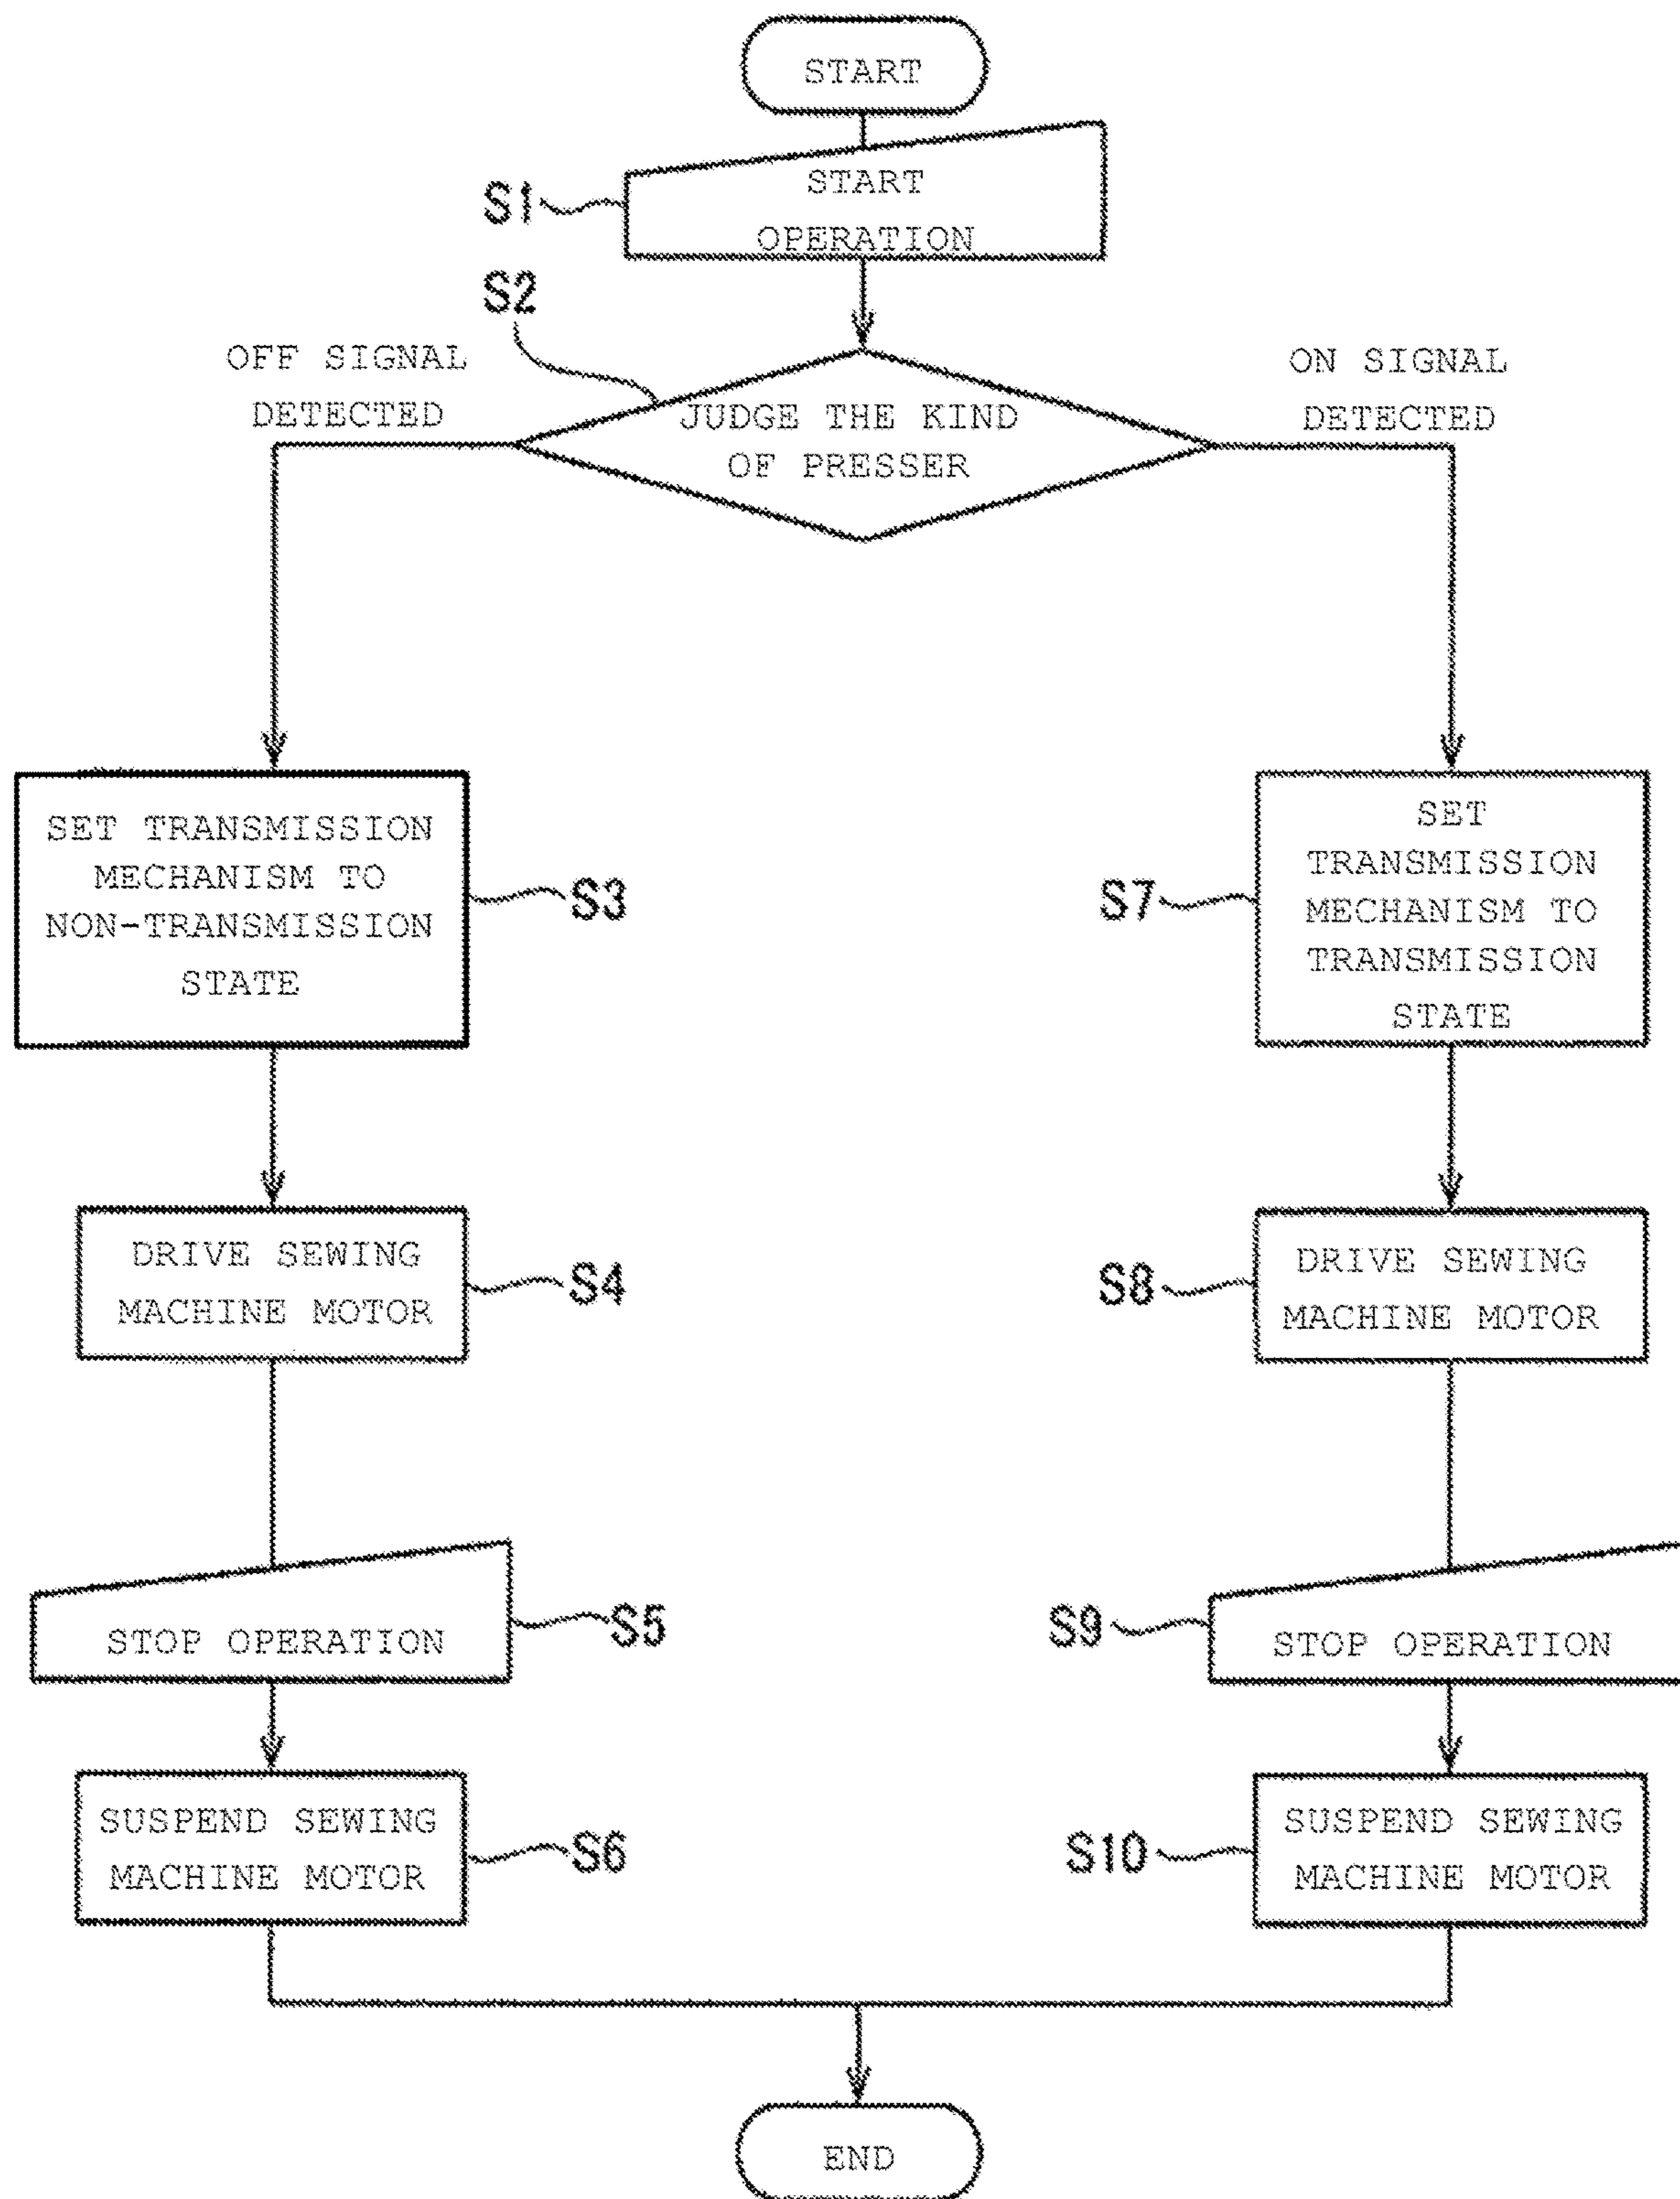 START
S1
START
OPERATION
S2
OFF SIGNAL
DETECTED
JUDGE THE KIND
OF PRESSER
ON SIGNAL
DETECTED
SET TRANSMISSION
MECHANISM TO
NON-TRANSMISSION
STATE
S3
DRIVE SEWING
MACHINE MOTOR
S4
STOP OPERATION
S5
SUSPEND SEWING
MACHINE MOTOR
S6
S7
SET
TRANSMISSION
MECHANISM TO
TRANSMISSION
STATE
S8
DRIVE SEWING
MACHINE MOTOR
S9
STOP OPERATION
S10
SUSPEND SEWING
MACHINE MOTOR
END